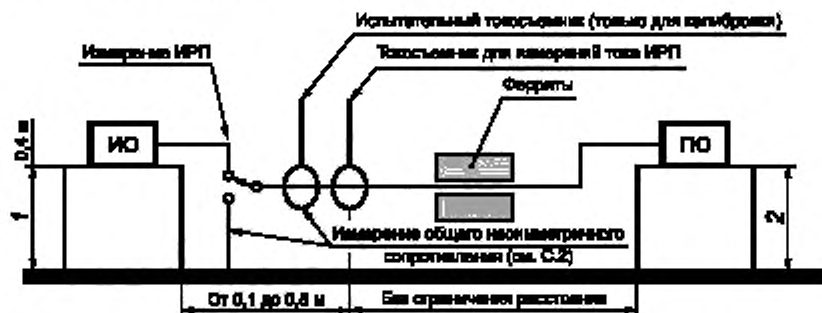 Испытательный токосъемник (только для калибровки)
Измерение ИРП
Токосъемник для измерений тока ИРП
Ферриты
0,4 м
ИО
ПО
1
2
Измерение общего несимметричного
сопротивления (см. С.2)
От 0,1 до 0,8 м
Без ограничения расстояния